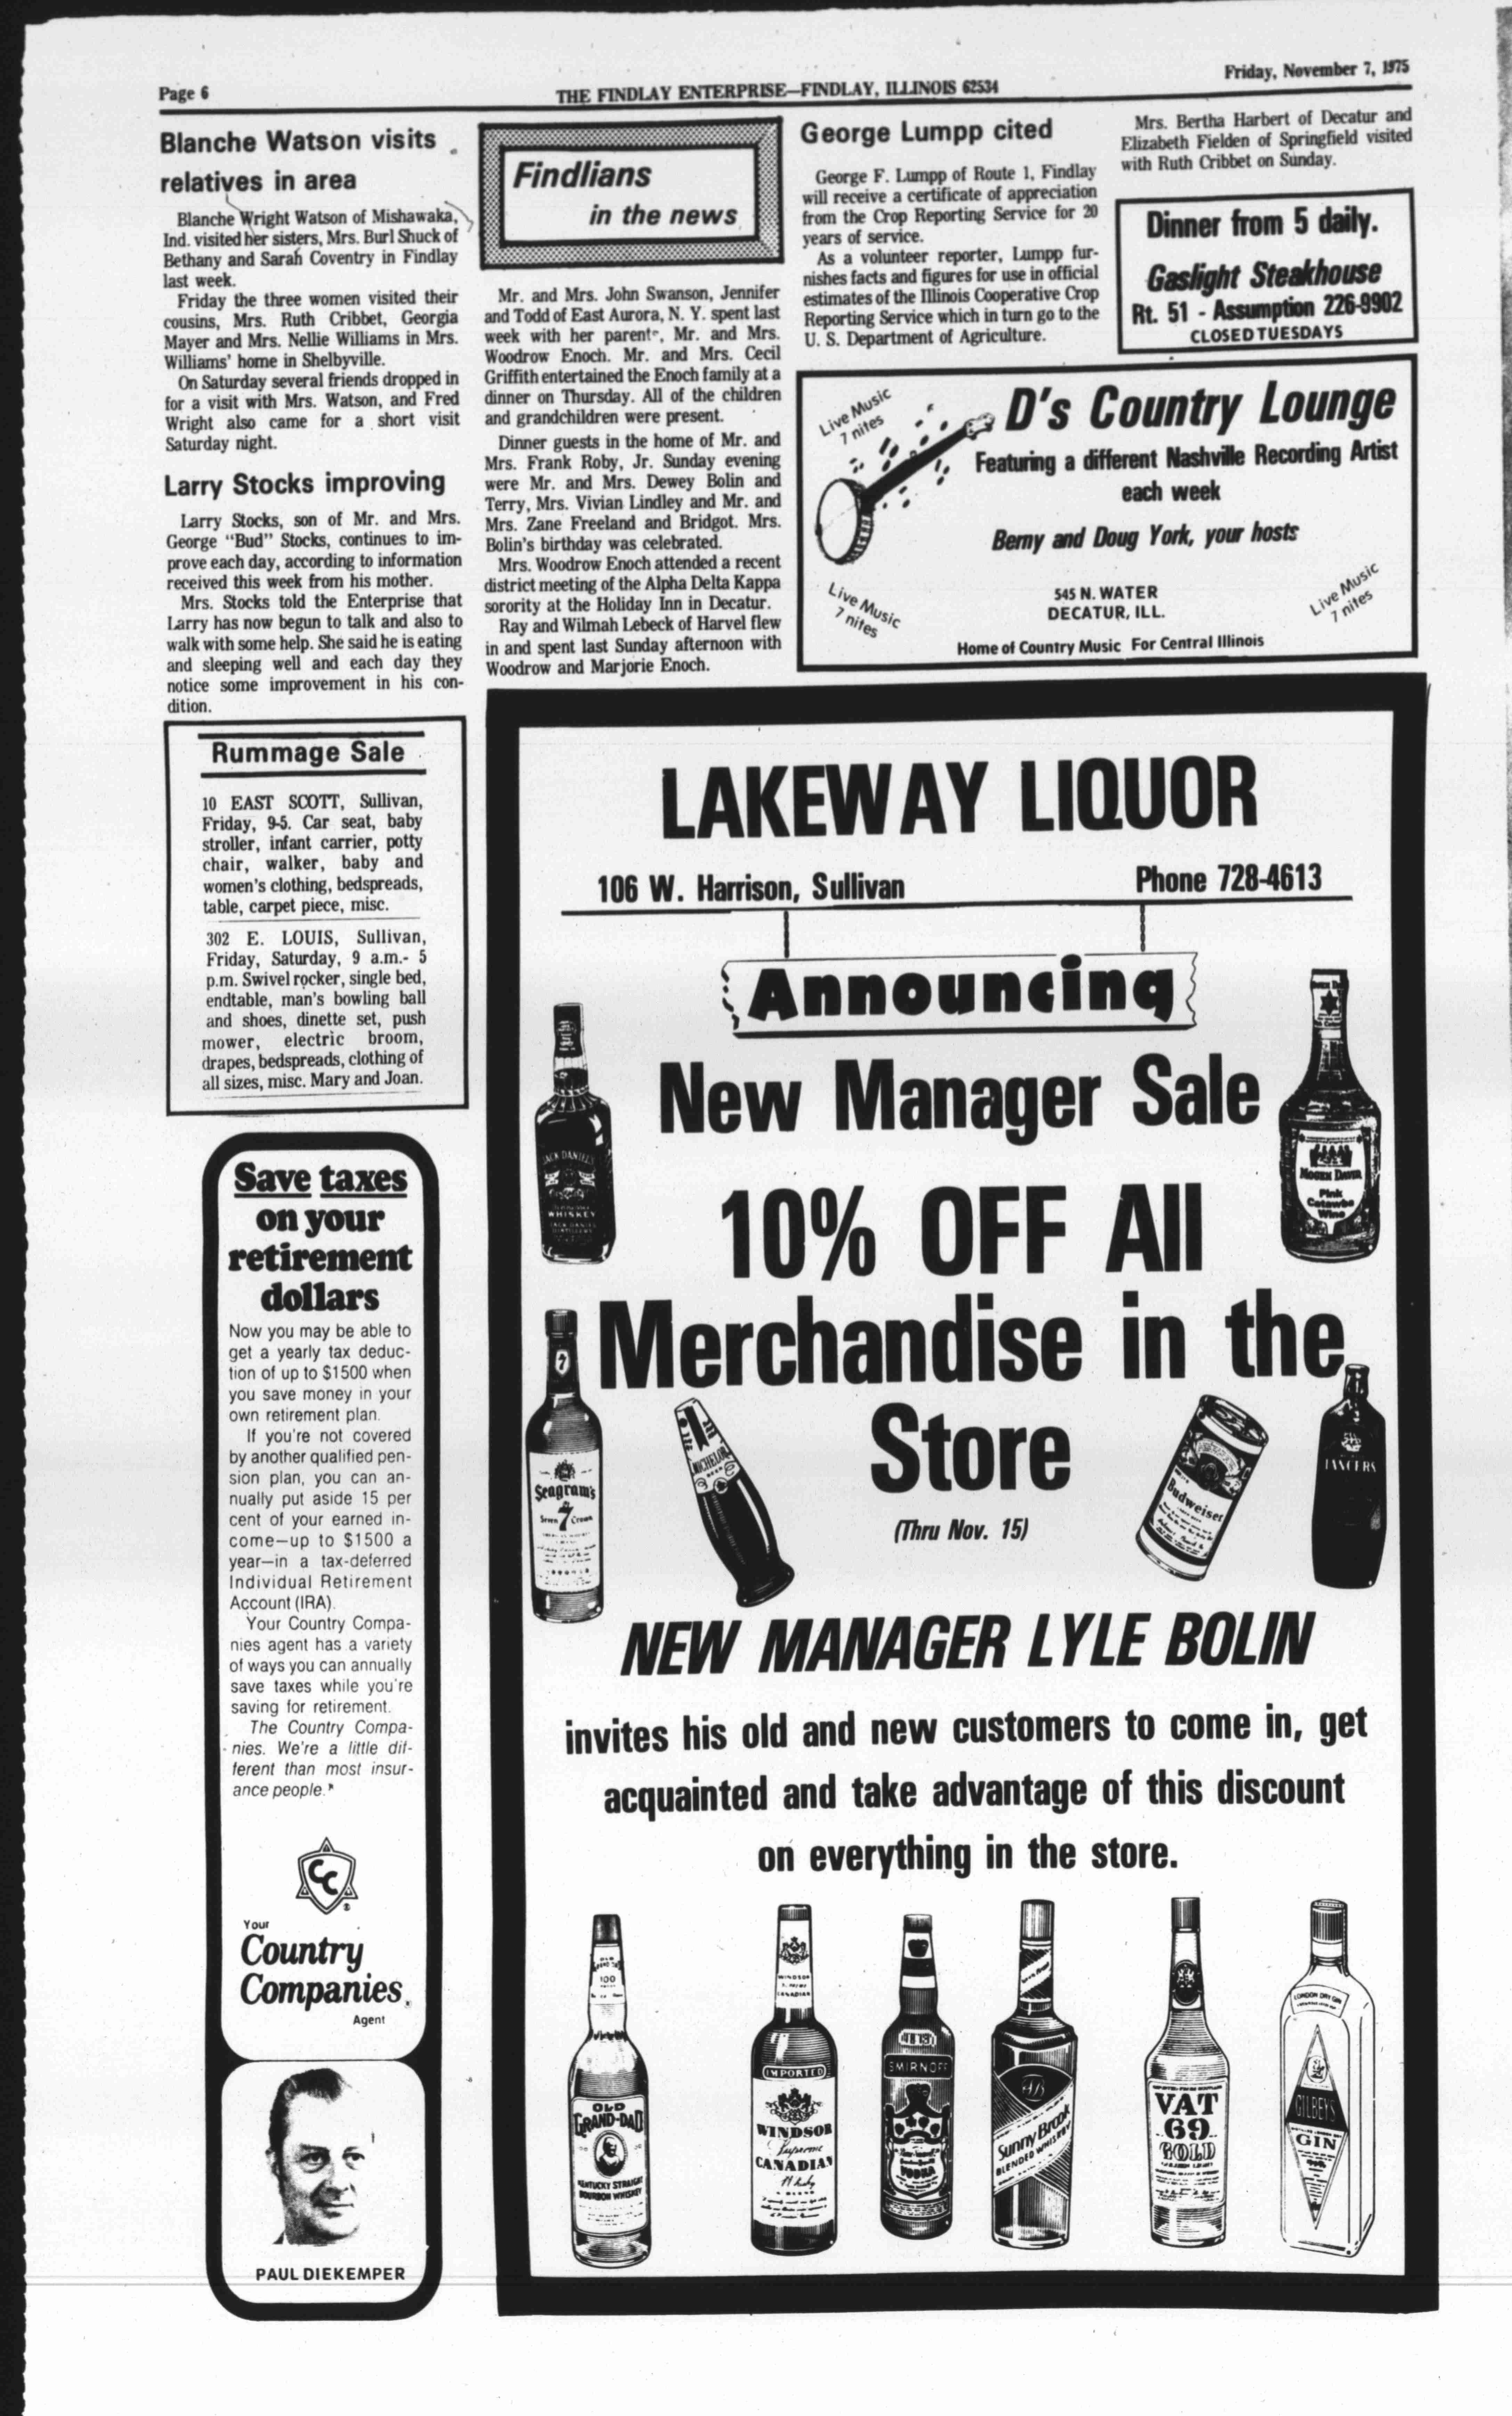 Page 6
THE FINDLAY ENTERPRISE—FINDLAY, ILLINOIS 62534
Friday, November 7, 1975
Blanche Watson visits
relatives in area
Blanche Wright Watson of Mishawaka,
Ind. visited her sisters, Mrs. Burl Shuck of
Bethany and Sarah Coventry in Findlay
last week.
Friday the three women visited their
cousins, Mrs. Ruth Cribbet, Georgia
Mayer and Mrs. Nellie Williams in Mrs.
Williams' home in Shelbyville.
On Saturday several friends dropped in
for a visit with Mrs. Watson, and Fred
Wright also came for a short visit
Saturday night.
Larry Stocks improving
Larry Stocks, son of Mr. and Mrs.
George "Bud" Stocks, continues to im-
prove each day, according to information
received this week from his mother.
Mrs. Stocks told the Enterprise that
Larry has now begun to talk and also to
walk with some help. She said he is eating
and sleeping well and each day they
notice some improvement in his con-
dition.
Rummage Sale
10 EAST SCOTT, Sullivan,
Friday, 9-5. Car seat, baby
stroller, infant carrier, potty
chair, walker, baby and
women's clothing, bedspreads,
table, carpet piece, misc.
302 E. LOUIS, Sullivan,
Friday, Saturday, 9 a.m.- 5
p.m. Swivel rocker, single bed,
endtable, man's bowling ball
and shoes, dinette set, push
mower, electric broom,
drapes, bedspreads, clothing of
all sizes, misc. Mary and Joan.
Save taxes
on your
retirement
dollars
Now you may be able to
get a yearly tax deduc-
tion of up to $1500 when
you save money in your
own retirement plan.
If you're not covered
by another qualified pen-
sion plan, you can an-
nually put aside 15 per
cent of your earned in-
come—up to $1500 a
year—in a tax-deferred
Individual Retirement
Account (IRA).
Your Country Compa-
nies agent has a variety
of ways you can annually
save taxes while you're
saving for retirement.
The Country Compa-
nies. We're a little dif-
ferent than most insur-
ance people."
CC
Your
Country
Companies
Agent
PAUL DIEKEMPER
Findlians
in the news
Mr. and Mrs. John Swanson, Jennifer
and Todd of East Aurora, N. Y. spent last
week with her parents, Mr. and Mrs.
Woodrow Enoch. Mr. and Mrs. Cecil
Griffith entertained the Enoch family at a
dinner on Thursday. All of the children
and grandchildren were present.
Dinner guests in the home of Mr. and
Mrs. Frank Roby, Jr. Sunday evening
were Mr. and Mrs. Dewey Bolin and
Terry, Mrs. Vivian Lindley and Mr. and
Mrs. Zane Freeland and Bridgot. Mrs.
Bolin's birthday was celebrated.
Mrs. Woodrow Enoch attended a recent
district meeting of the Alpha Delta Kappa
sorority at the Holiday Inn in Decatur.
Ray and Wilmah Lebeck of Harvel flew
in and spent last Sunday afternoon with
Woodrow and Marjorie Enoch.
George Lumpp cited
George F. Lumpp of Route 1, Findlay
will receive a certificate of appreciation
from the Crop Reporting Service for 20
years of service.
As a volunteer reporter, Lumpp fur-
nishes facts and figures for use in official
estimates of the Illinois Cooperative Crop
Reporting Service which in turn go to the
U. S. Department of Agriculture.
Mrs. Bertha Harbert of Decatur and
Elizabeth Fielden of Springfield visited
with Ruth Cribbet on Sunday.
Dinner from 5 daily.
Gaslight Steakhouse
Rt. 51 - Assumption 226-9902
CLOSED TUESDAYS
Live Music
7 nites
D's Country Lounge
Featuring a different Nashville Recording Artist
each week
Berny and Doug York, your hosts
Live Music
7 nites
545 N. WATER
DECATUR, ILL.
Live Music
7 nites
Home of Country Music For Central Illinois
LAKEWAY LIQUOR
106 W. Harrison, Sullivan
Phone 728-4613
Announcing
New Manager Sale
10% OFF All
Merchandise in the
Store
(Thru Nov. 15)
JACK DANIEL'S
WHISKEY
MOGEN DAVID
Pink
Catawba
Wine
7
Seagram's
Seven 7 Crown
MICHELOB
BEER
Budweiser
LANCERS
NEW MANAGER LYLE BOLIN
invites his old and new customers to come in, get
acquainted and take advantage of this discount
on everything in the store.
100
OLD
GRAND-DAD
KENTUCKY STRAIGHT
BOURBON WHISKEY
WINDSOR
CANADIAN
IMPORTED
WINDSOR
Supreme
CANADIAN
Whisky
SMIRNOFF
VODKA
Sunny Brook
BLENDED WHISKEY
VAT
69
GOLD
LONDON DRY GIN
GILBEY'S
GIN